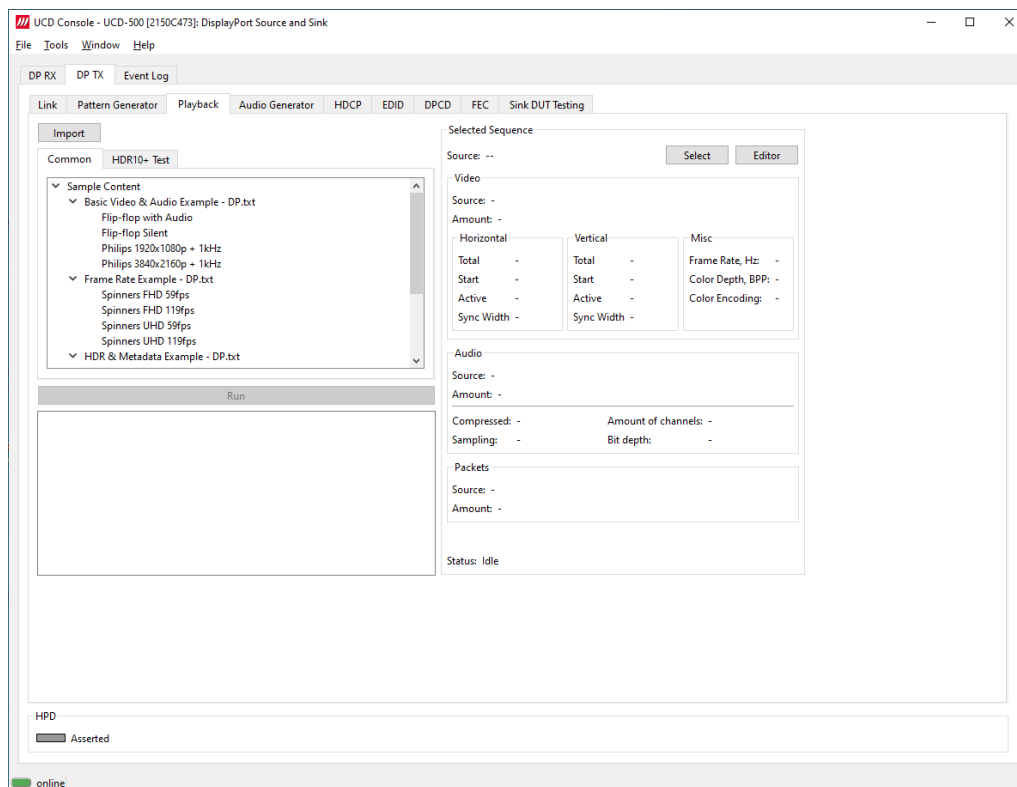 UCD Console - UCD-500 [2150C473]: DisplayPort Source and Sink
File Tools Window Help
DP RX DP TX Event Log
Link Pattern Generator Playback Audio Generator HDCP EDID DPCD FEC Sink DUT Testing
Import
Common HDR10+ Test
Sample Content
Basic Video & Audio Example - DP.txt
Flip-flop with Audio
Flip-flop Silent
Philips 1920x1080p + 1kHz
Philips 3840x2160p + 1kHz
Frame Rate Example - DP.txt
Spinners FHD 59fps
Spinners FHD 119fps
Spinners UHD 59fps
Spinners UHD 119fps
HDR & Metadata Example - DP.txt
Run
Selected Sequence
Source: -- Select Editor
Video
Source: -
Amount: -
Horizontal Vertical Misc
Total - Total - Frame Rate, Hz: -
Start - Start - Color Depth, BPP: -
Active - Active - Color Encoding: -
Sync Width - Sync Width -
Audio
Source: -
Amount: -
Compressed: - Amount of channels: -
Sampling: - Bit depth: -
Packets
Source: -
Amount: -
Status: Idle
HPD
Asserted
online